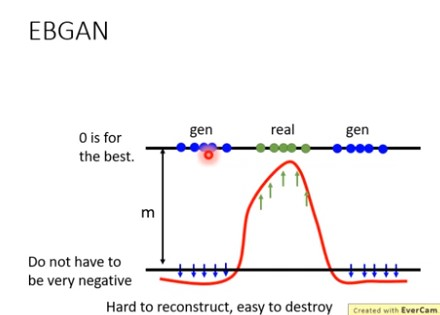 EBGAN
gen real gen
0 is for
the best.
m
Do not have to
be very negative
Hard to reconstruct, easy to destroy
Created with EverCam